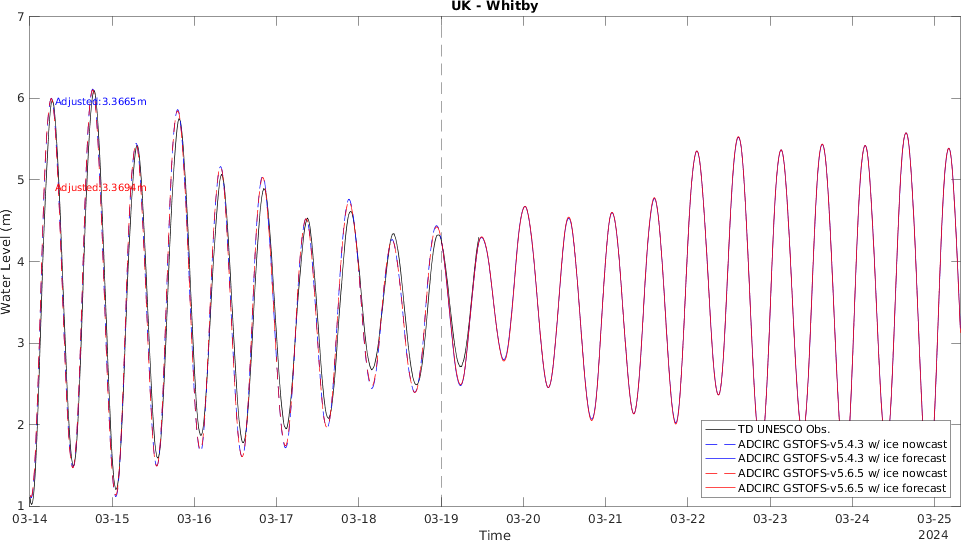 UK - Whitby
7
6
5
4
3
2
1
Water Level (m)
Adjusted:3.3665m
Adjusted:3.3694m
TD UNESCO Obs.
ADCIRC GSTOFS-v5.4.3 w/ ice nowcast
ADCIRC GSTOFS-v5.4.3 w/ ice forecast
ADCIRC GSTOFS-v5.6.5 w/ ice nowcast
ADCIRC GSTOFS-v5.6.5 w/ ice forecast
03-14 03-15 03-16 03-17 03-18 03-19 03-20 03-21 03-22 03-23 03-24 03-25
Time 2024